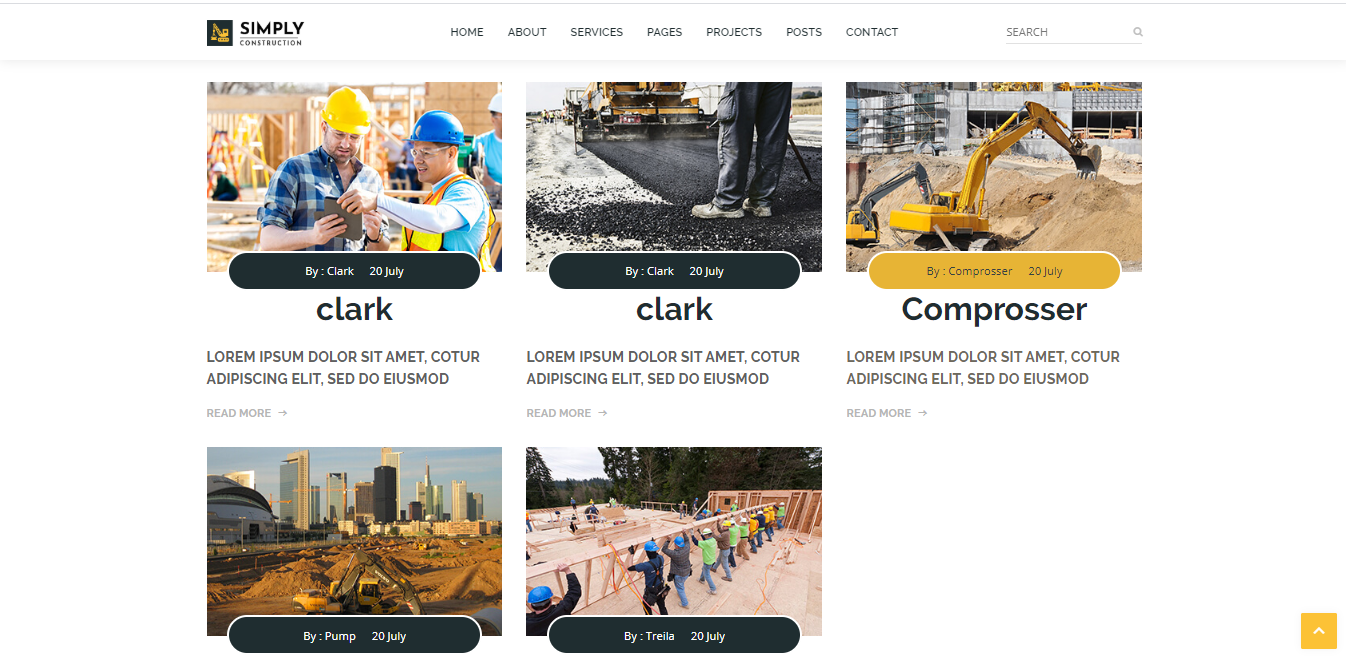 SIMPLY
CONSTRUCTION
HOME ABOUT SERVICES PAGES PROJECTS POSTS CONTACT SEARCH
By : Clark 20 July
clark
LOREM IPSUM DOLOR SIT AMET, COTUR
ADIPISCING ELIT, SED DO EIUSMOD
READ MORE →
By : Clark 20 July
clark
LOREM IPSUM DOLOR SIT AMET, COTUR
ADIPISCING ELIT, SED DO EIUSMOD
READ MORE →
By : Comprosser 20 July
Comprosser
LOREM IPSUM DOLOR SIT AMET, COTUR
ADIPISCING ELIT, SED DO EIUSMOD
READ MORE →
By : Pump 20 July
By : Treila 20 July